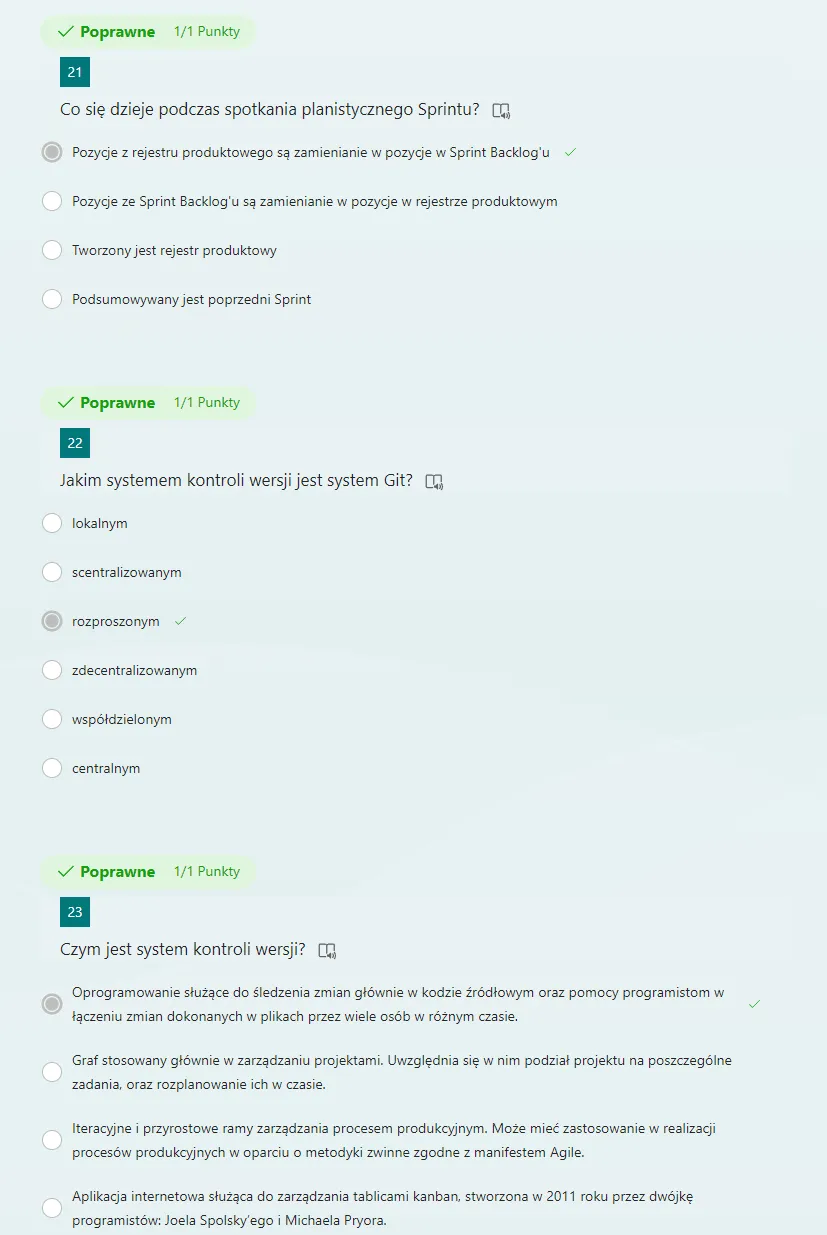 Poprawne 1/1 Punkty
21
Co się dzieje podczas spotkania planistycznego Sprintu?
Pozycje z rejestru produktowego są zamienianie w pozycje w Sprint Backlog'u
Pozycje ze Sprint Backlog'u są zamienianie w pozycje w rejestrze produktowym
Tworzony jest rejestr produktowy
Podsumowywany jest poprzedni Sprint
Poprawne 1/1 Punkty
22
Jakim systemem kontroli wersji jest system Git?
lokalnym
scentralizowanym
rozproszonym
zdecentralizowanym
współdzielonym
centralnym
Poprawne 1/1 Punkty
23
Czym jest system kontroli wersji?
Oprogramowanie służące do śledzenia zmian głównie w kodzie źródłowym oraz pomocy programistom w
łączeniu zmian dokonanych w plikach przez wiele osób w różnym czasie.
Graf stosowany głównie w zarządzaniu projektami. Uwzględnia się w nim podział projektu na poszczególne
zadania, oraz rozplanowanie ich w czasie.
Iteracyjne i przyrostowe ramy zarządzania procesem produkcyjnym. Może mieć zastosowanie w realizacji
procesów produkcyjnych w oparciu o metodyki zwinne zgodne z manifestem Agile.
Aplikacja internetowa służąca do zarządzania tablicami kanban, stworzona w 2011 roku przez dwójkę
programistów: Joela Spolsky’ego i Michaela Pryora.